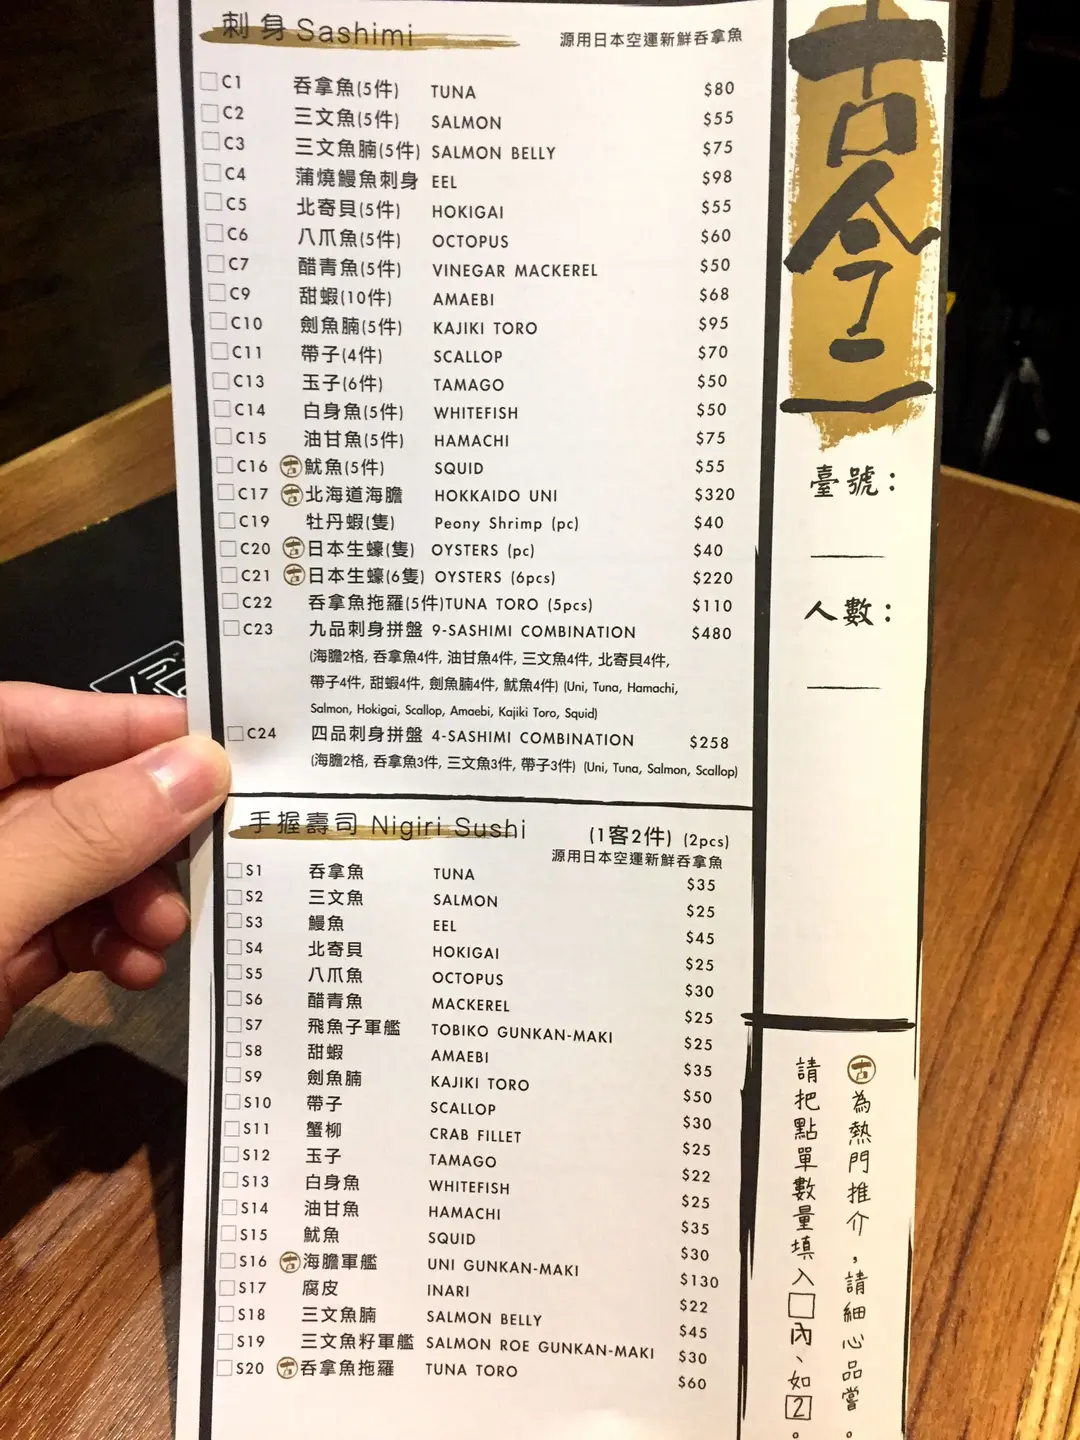 刺身 Sashimi 源用日本空運新鮮吞拿魚
C1 吞拿魚(5件) TUNA $80
C2 三文魚(5件) SALMON $55
C3 三文魚腩(5件) SALMON BELLY $75
C4 蒲燒鰻魚刺身 EEL $98
C5 北寄貝(5件) HOKIGAI $55
C6 八爪魚(5件) OCTOPUS $60
C7 醋青魚(5件) VINEGAR MACKEREL $50
C9 甜蝦(10件) AMAEBI $68
C10 劍魚腩(5件) KAJIKI TORO $95
C11 帶子(4件) SCALLOP $70
C13 玉子(6件) TAMAGO $50
C14 白身魚(5件) WHITEFISH $50
C15 油甘魚(5件) HAMACHI $75
C16 古 魷魚(5件) SQUID $55
C17 古 北海道海膽 HOKKAIDO UNI $320
C19 牡丹蝦(隻) Peony Shrimp (pc) $40
C20 古 日本生蠔(隻) OYSTERS (pc) $40
C21 古 日本生蠔(6隻) OYSTERS (6pcs) $220
C22 吞拿魚拖羅(5件)TUNA TORO (5pcs) $110
C23 九品刺身拼盤 9-SASHIMI COMBINATION $480
(海膽2格, 吞拿魚4件, 油甘魚4件, 三文魚4件, 北寄貝4件,
帶子4件, 甜蝦4件, 劍魚腩4件, 魷魚4件) (Uni, Tuna, Hamachi,
Salmon, Hokigai, Scallop, Amaebi, Kajiki Toro, Squid)
C24 四品刺身拼盤 4-SASHIMI COMBINATION $258
(海膽2格, 吞拿魚3件, 三文魚3件, 帶子3件) (Uni, Tuna, Salmon, Scallop)
手握壽司 Nigiri Sushi (1客2件) (2pcs)
源用日本空運新鮮吞拿魚
S1 吞拿魚 TUNA $35
S2 三文魚 SALMON $25
S3 鰻魚 EEL $45
S4 北寄貝 HOKIGAI $25
S5 八爪魚 OCTOPUS $30
S6 醋青魚 MACKEREL $25
S7 飛魚子軍艦 TOBIKO GUNKAN-MAKI $25
S8 甜蝦 AMAEBI $35
S9 劍魚腩 KAJIKI TORO $50
S10 帶子 SCALLOP $30
S11 蟹柳 CRAB FILLET $25
S12 玉子 TAMAGO $22
S13 白身魚 WHITEFISH $25
S14 油甘魚 HAMACHI $35
S15 魷魚 SQUID $30
S16 古 海膽軍艦 UNI GUNKAN-MAKI $130
S17 腐皮 INARI $22
S18 三文魚腩 SALMON BELLY $45
S19 三文魚籽軍艦 SALMON ROE GUNKAN-MAKI $30
S20 古 吞拿魚拖羅 TUNA TORO $60
古今二
臺號：
人數：
古為熱門推介，請細心品嘗。
請把點單數量填入□內、如2。